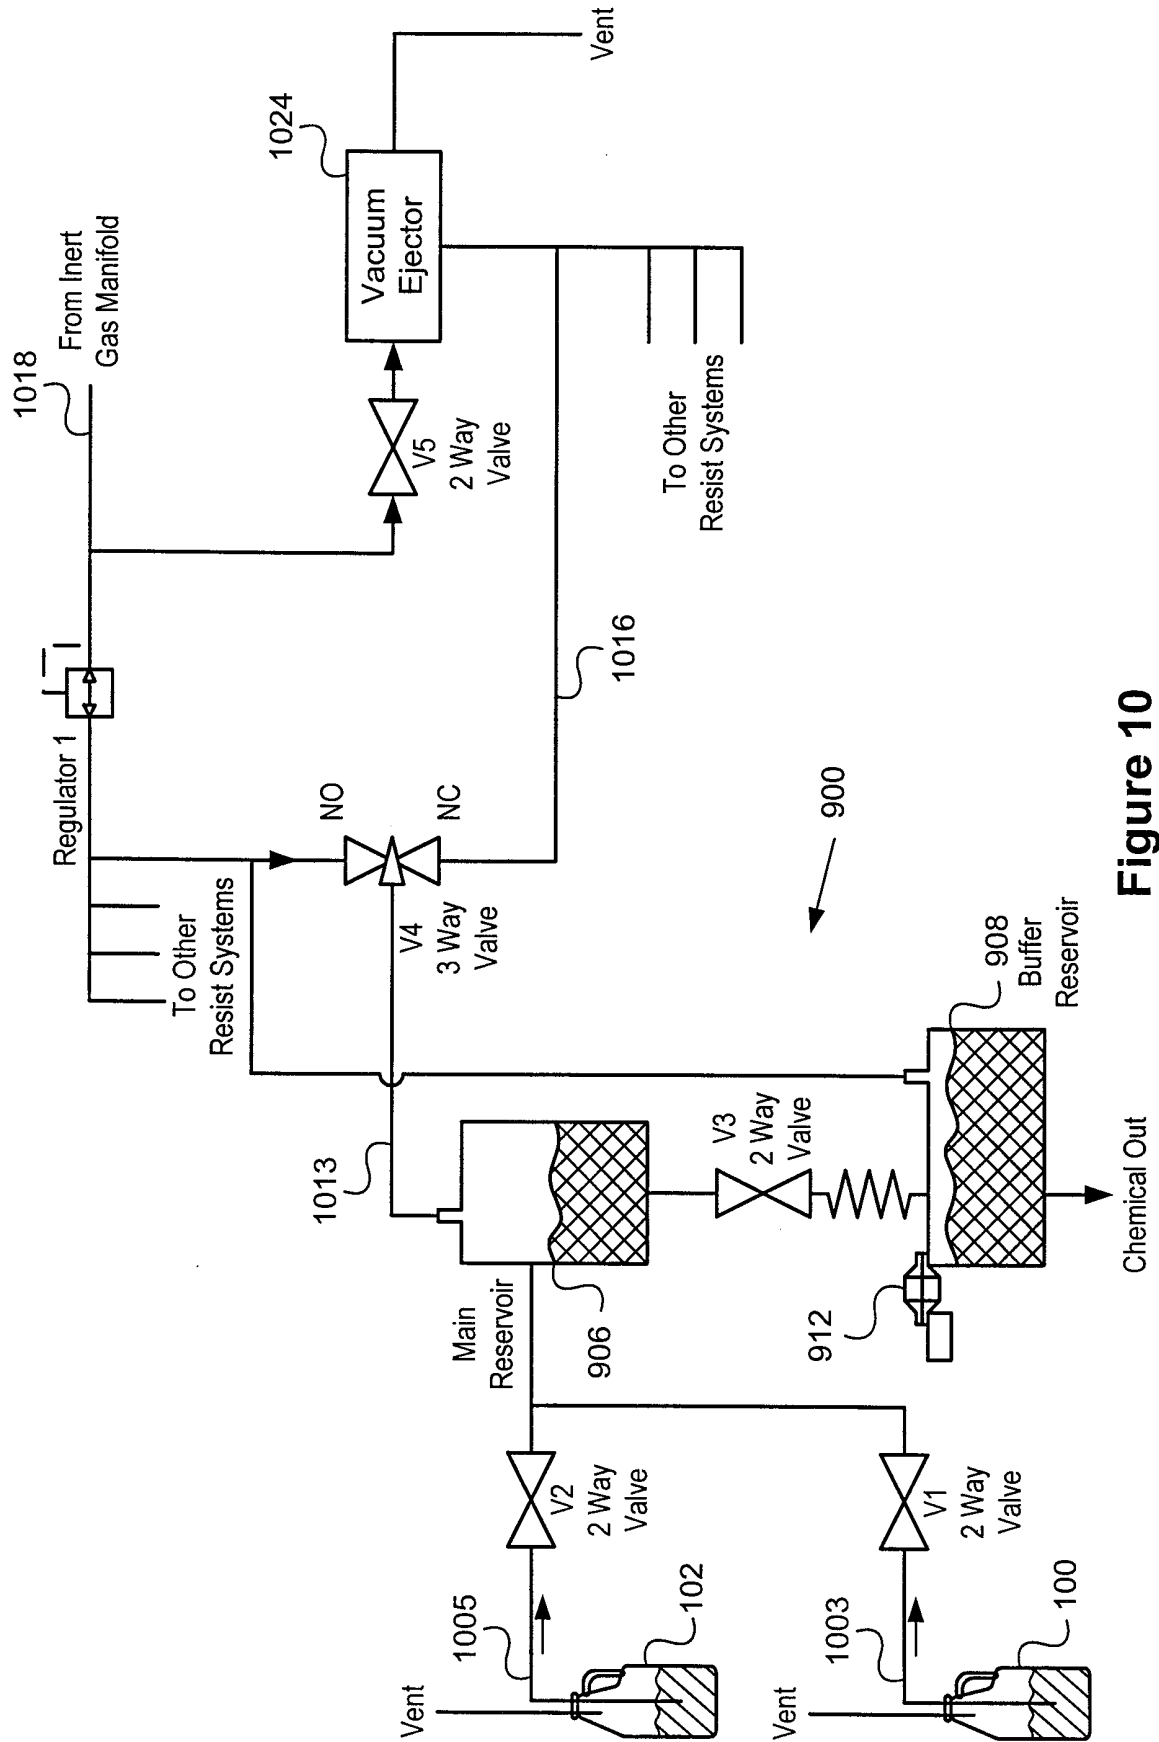 1018
From Inert
Gas Manifold
Regulator 1
To Other
Resist Systems
1024
Vacuum
Ejector
Vent
V5
2 Way
Valve
NO
NC
V4
3 Way
Valve
1016
To Other
Resist Systems
1013
Main
Reservoir
906
V3
2 Way
Valve
900
908
Buffer
Reservoir
912
Chemical Out
Vent
1005
102
V2
2 Way
Valve
Vent
1003
100
V1
2 Way
Valve
Figure 10